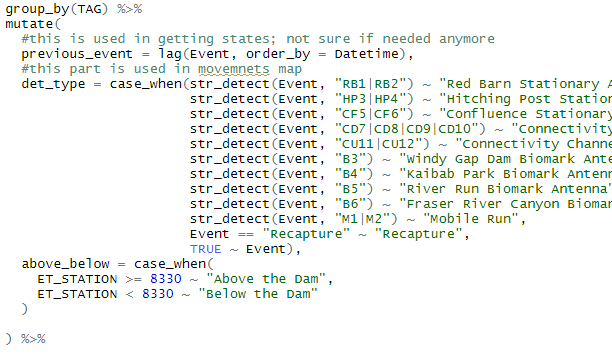 group_by(TAG) %>%
mutate(
#this is used in getting states; not sure if needed anymore
previous_event = lag(Event, order_by = Datetime),
#this part is used in movemnets map
det_type = case_when(str_detect(Event, "RB1|RB2") ~ "Red Barn Stationary A
str_detect(Event, "HP3|HP4") ~ "Hitching Post Station
str_detect(Event, "CF5|CF6") ~ "Confluence Stationary
str_detect(Event, "CD7|CD8|CD9|CD10") ~ "Connectivity
str_detect(Event, "CU11|CU12") ~ "Connectivity Channe
str_detect(Event, "B3") ~ "Windy Gap Dam Biomark Ante
str_detect(Event, "B4") ~ "Kaibab Park Biomark Antenn
str_detect(Event, "B5") ~ "River Run Biomark Antenna"
str_detect(Event, "B6") ~ "Fraser River Canyon Biomar
str_detect(Event, "M1|M2") ~ "Mobile Run",
Event == "Recapture" ~ "Recapture",
TRUE ~ Event),
above_below = case_when(
ET_STATION >= 8330 ~ "Above the Dam",
ET_STATION < 8330 ~ "Below the Dam"
)
) %>%